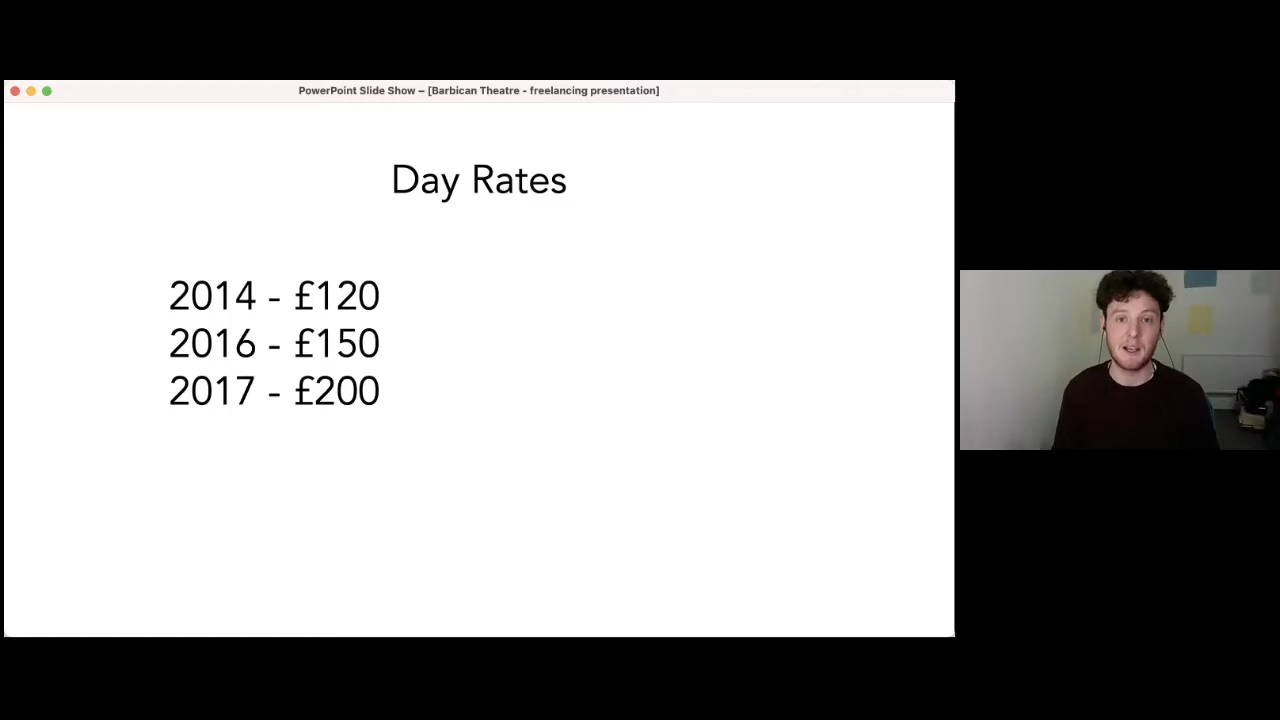 PowerPoint Slide Show – [Barbican Theatre - freelancing presentation]
Day Rates
2014 - £120
2016 - £150
2017 - £200